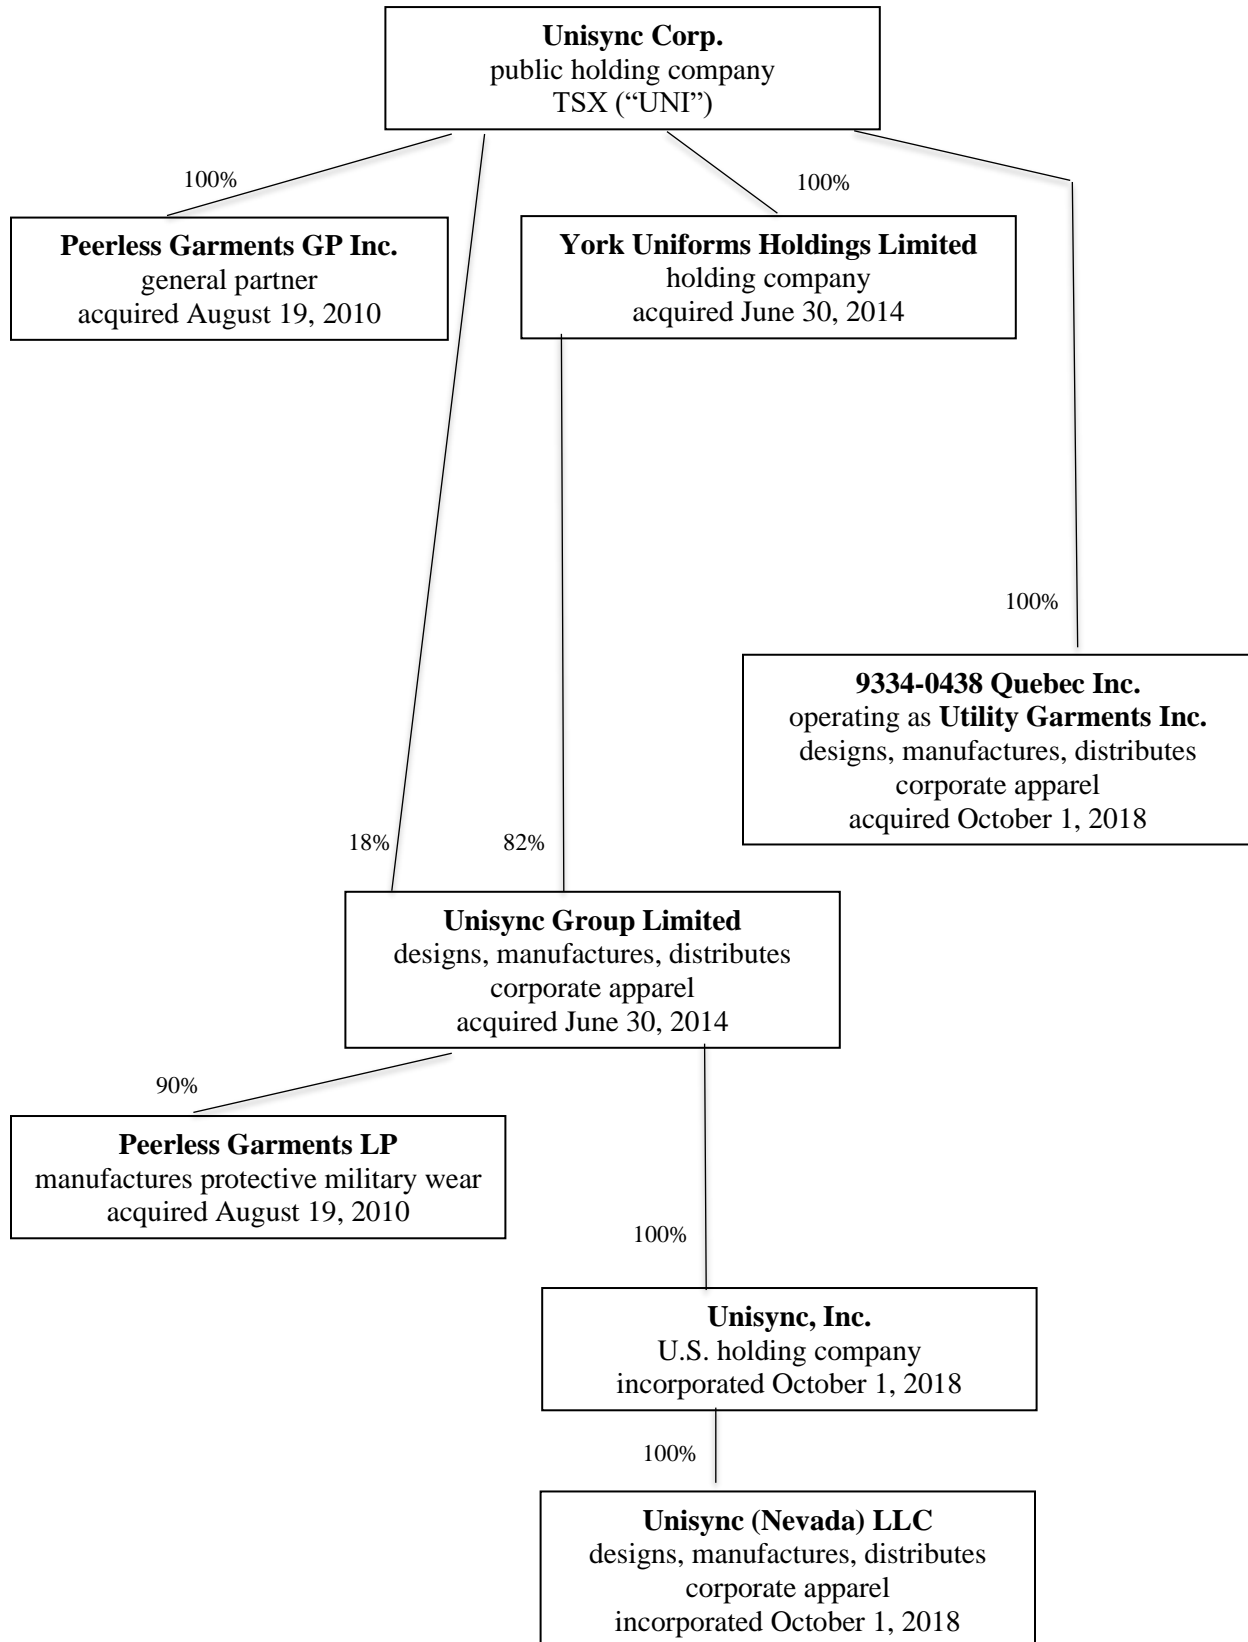 Unisync Corp.
public holding company
TSX (“UNI”)
100%
100%
Peerless Garments GP Inc.
general partner
acquired August 19, 2010
York Uniforms Holdings Limited
holding company
acquired June 30, 2014
100%
9334-0438 Quebec Inc.
operating as Utility Garments Inc.
designs, manufactures, distributes
corporate apparel
acquired October 1, 2018
18%
82%
Unisync Group Limited
designs, manufactures, distributes
corporate apparel
acquired June 30, 2014
90%
Peerless Garments LP
manufactures protective military wear
acquired August 19, 2010
100%
Unisync, Inc.
U.S. holding company
incorporated October 1, 2018
100%
Unisync (Nevada) LLC
designs, manufactures, distributes
corporate apparel
incorporated October 1, 2018